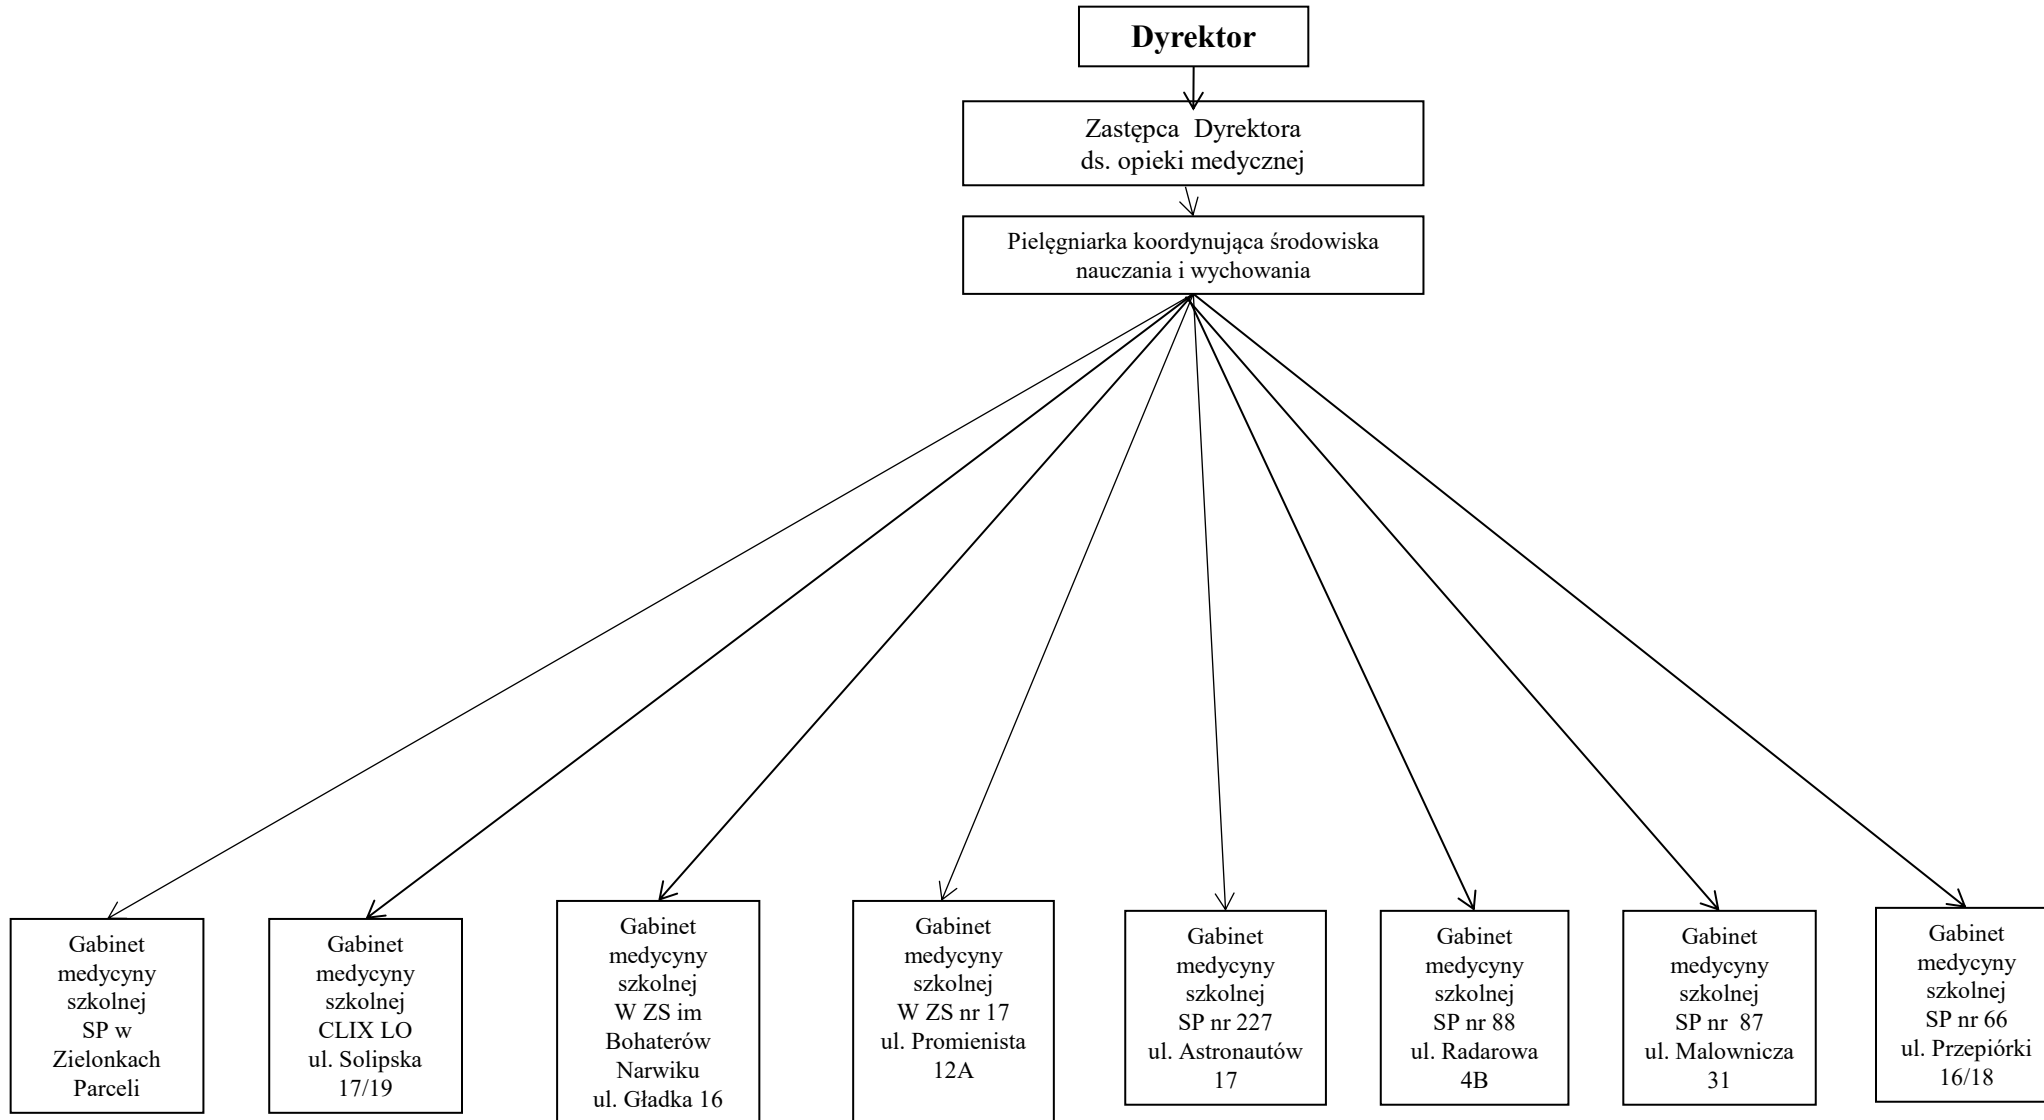 Dyrektor
Zastępca Dyrektora
ds. opieki medycznej
Pielęgniarka koordynująca środowiska
nauczania i wychowania
Gabinet
medycyny
szkolnej
SP w
Zielonkach
Parceli
Gabinet
medycyny
szkolnej
CLIX LO
ul. Solipska
17/19
Gabinet
medycyny
szkolnej
W ZS im
Bohaterów
Narwiku
ul. Gładka 16
Gabinet
medycyny
szkolnej
W ZS nr 17
ul. Promienista
12A
Gabinet
medycyny
szkolnej
SP nr 227
ul. Astronautów
17
Gabinet
medycyny
szkolnej
SP nr 88
ul. Radarowa
4B
Gabinet
medycyny
szkolnej
SP nr 87
ul. Malownicza
31
Gabinet
medycyny
szkolnej
SP nr 66
ul. Przepiórki
16/18